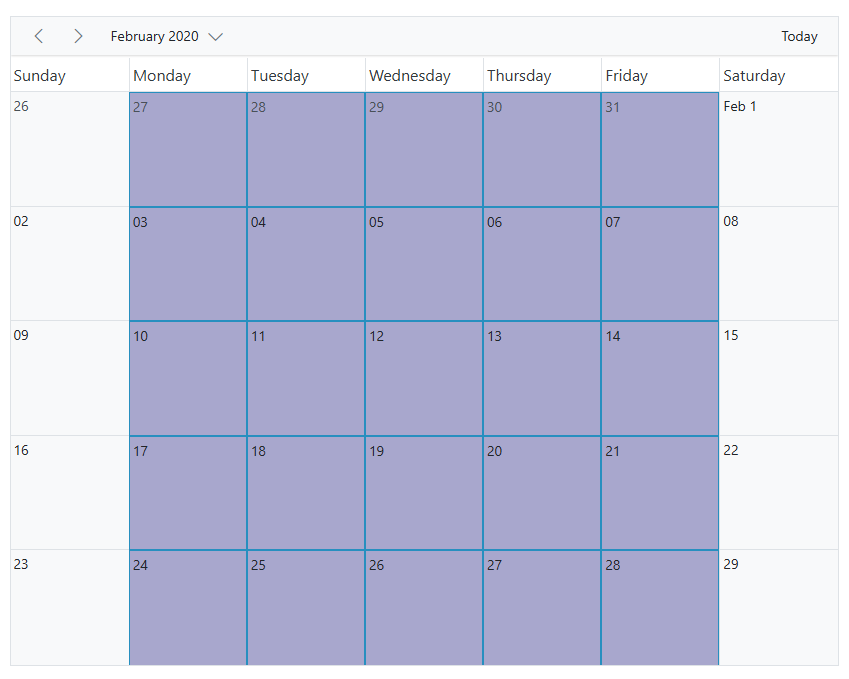 February 2020 Today
Sunday Monday Tuesday Wednesday Thursday Friday Saturday
26 27 28 29 30 31 Feb 1
02 03 04 05 06 07 08
09 10 11 12 13 14 15
16 17 18 19 20 21 22
23 24 25 26 27 28 29